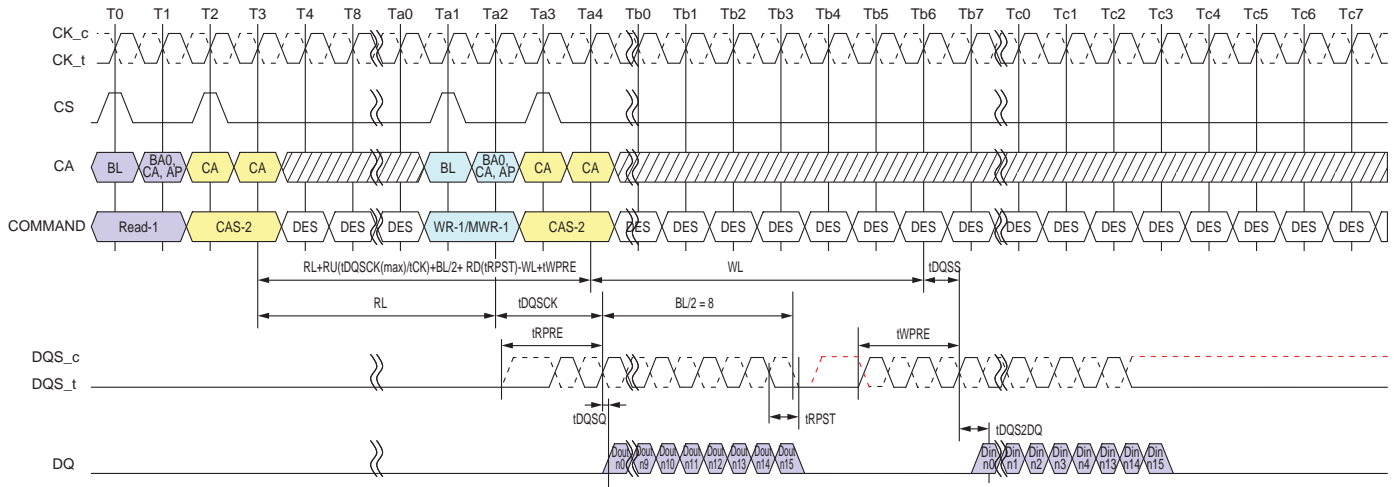 T0 T1 T2 T3 T4 T8 Ta0 Ta1 Ta2 Ta3 Ta4 Tb0 Tb1 Tb2 Tb3 Tb4 Tb5 Tb6 Tb7 Tc0 Tc1 Tc2 Tc3 Tc4 Tc5 Tc6 Tc7
CK_c
CK_t
CS
CA BL BA0, CA, AP CA CA BL BA0, CA, AP CA CA
COMMAND Read-1 CAS-2 DES DES DES WR-1/MWR-1 CAS-2 DES DES DES DES DES DES DES DES DES DES DES DES DES DES DES DES
RL+RU(tDQSCK(max)/tCK)+BL/2+ RD(tRPST)-WL+tWPRE WL tDQSS
RL tDQSCK BL/2 = 8
tRPRE tWPRE
DQS_c
DQS_t
tDQSQ tRPST tDQS2DQ
DQ Dout n0 Dout n9 Dout n10 Dout n11 Dout n12 Dout n13 Dout n14 Dout n15 Din n0 Din n1 Din n2 Din n3 Din n4 Din n13 Din n14 Din n15